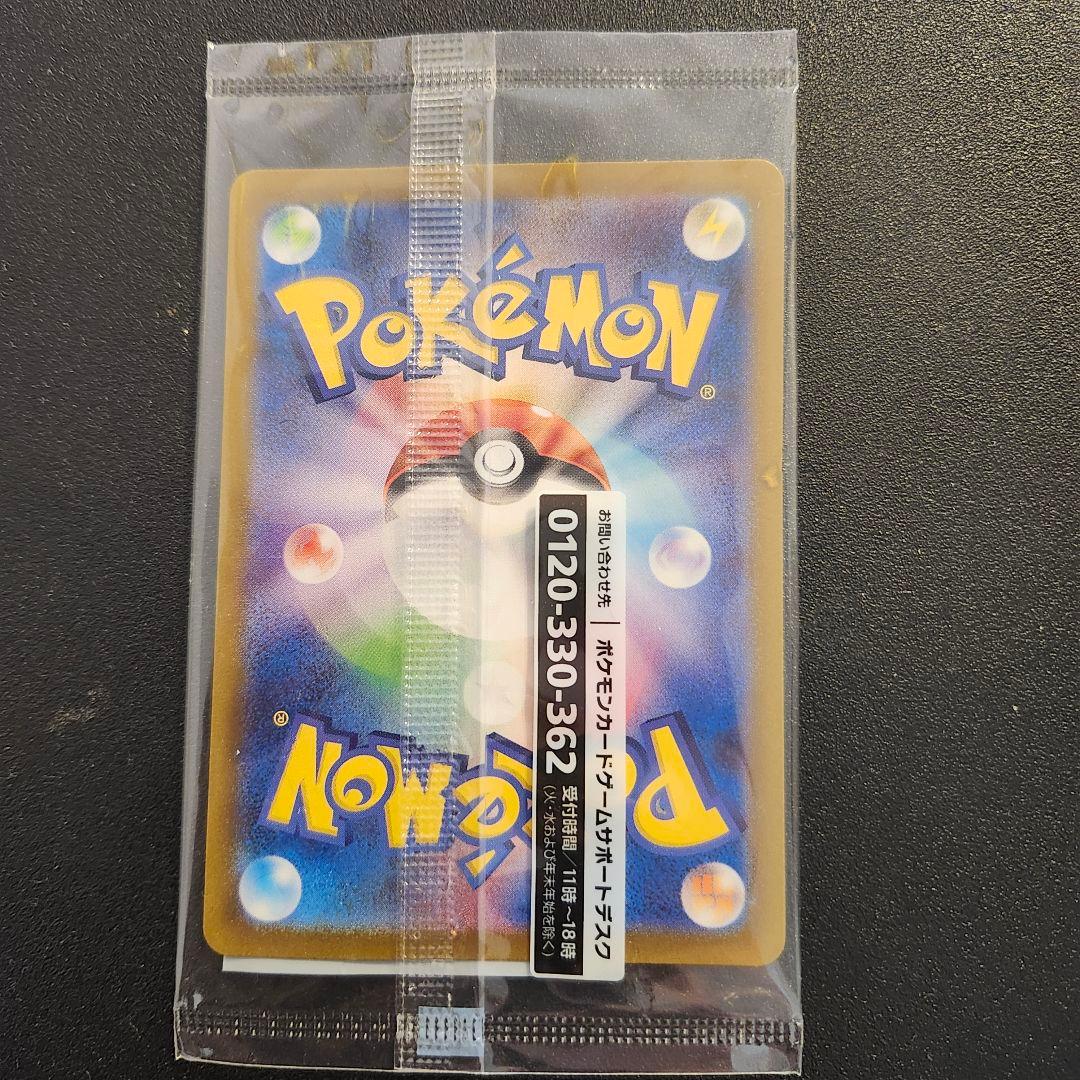 POKéMON
®
お問い合わせ先 | ポケモンカードゲームサポートデスク
0120-330-362 受付時間/11時〜18時
(火・水および年末年始を除く)
POKéMON
®